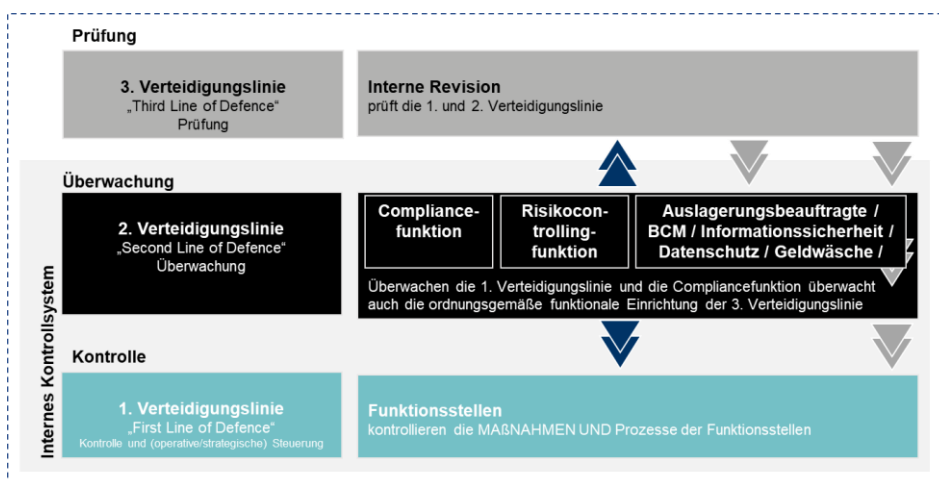 Prüfung
3. Verteidigungslinie
„Third Line of Defence“
Prüfung
Interne Revision
prüft die 1. und 2. Verteidigungslinie
Internes Kontrollsystem
Überwachung
2. Verteidigungslinie
„Second Line of Defence“
Überwachung
Compliance-
funktion
Risikocon-
trolling-
funktion
Auslagerungsbeauftragte /
BCM / Informationssicherheit /
Datenschutz / Geldwäsche /
Überwachen die 1. Verteidigungslinie und die Compliancefunktion überwacht
auch die ordnungsgemäße funktionale Einrichtung der 3. Verteidigungslinie
Kontrolle
1. Verteidigungslinie
„First Line of Defence“
Kontrolle und (operative/strategische) Steuerung
Funktionsstellen
kontrollieren die MAßNAHMEN UND Prozesse der Funktionsstellen